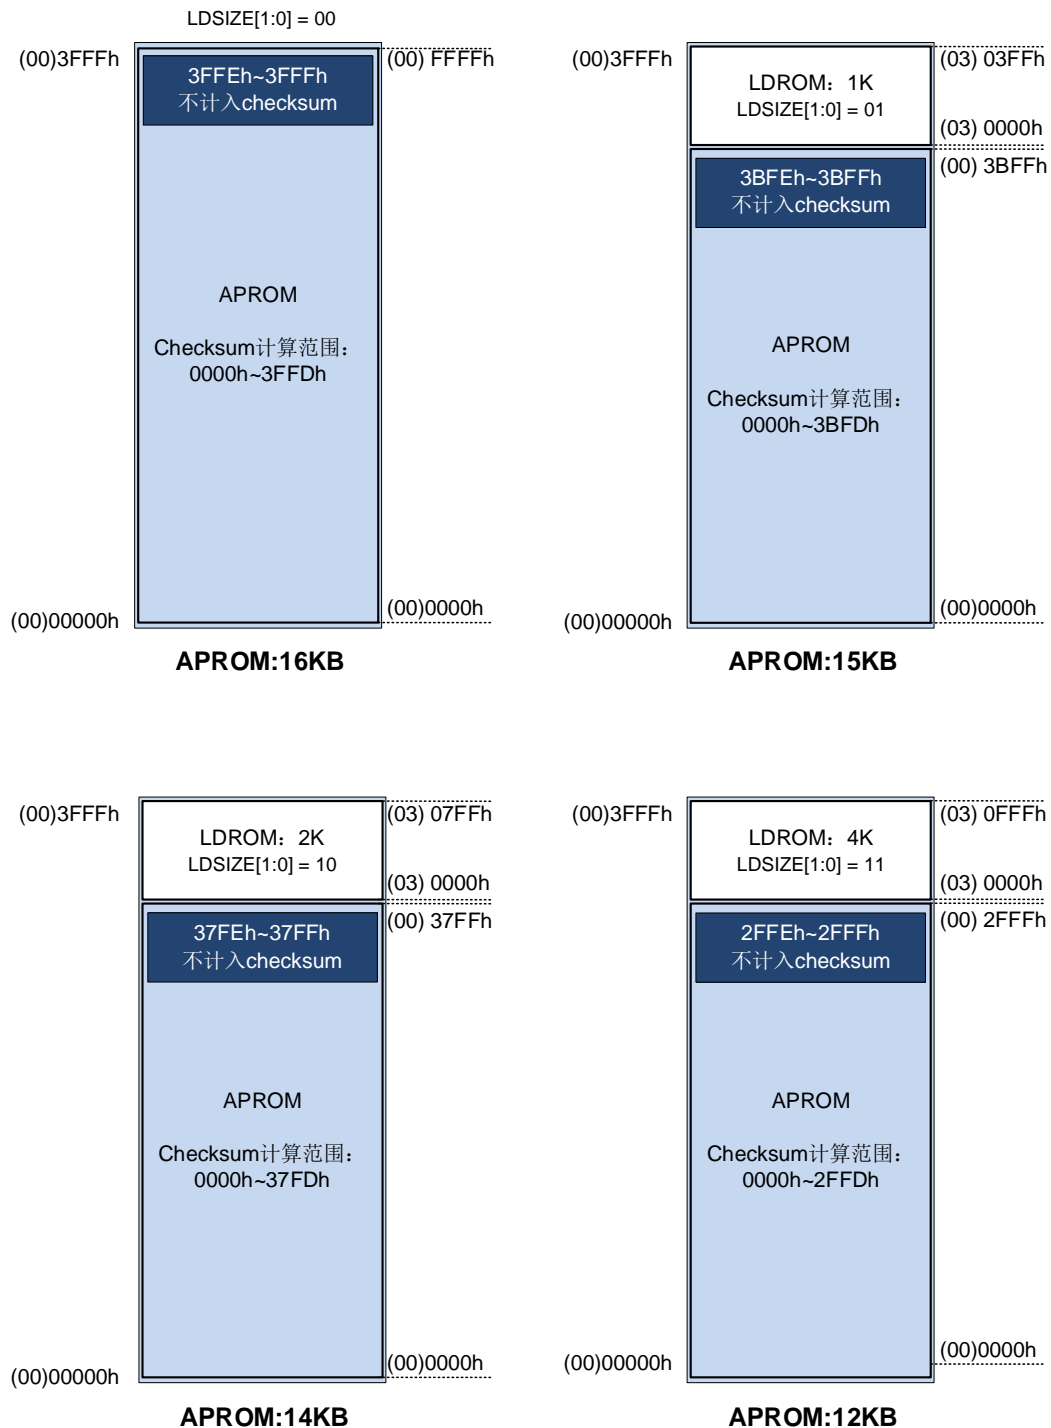 LDSIZE[1:0] = 00
(00)3FFFh
(00) FFFFh
3FFEh~3FFFh
不计入checksum
APROM
Checksum计算范围：
0000h~3FFDh
(00)00000h
(00)0000h
APROM:16KB
(00)3FFFh
(03) 03FFh
LDROM：1K
LDSIZE[1:0] = 01
(03) 0000h
(00) 3BFFh
3BFEh~3BFFh
不计入checksum
APROM
Checksum计算范围：
0000h~3BFDh
(00)00000h
(00)0000h
APROM:15KB
(00)3FFFh
(03) 07FFh
LDROM：2K
LDSIZE[1:0] = 10
(03) 0000h
(00) 37FFh
37FEh~37FFh
不计入checksum
APROM
Checksum计算范围：
0000h~37FDh
(00)00000h
(00)0000h
APROM:14KB
(00)3FFFh
(03) 0FFFh
LDROM：4K
LDSIZE[1:0] = 11
(03) 0000h
(00) 2FFFh
2FFEh~2FFFh
不计入checksum
APROM
Checksum计算范围：
0000h~2FFDh
(00)00000h
(00)0000h
APROM:12KB